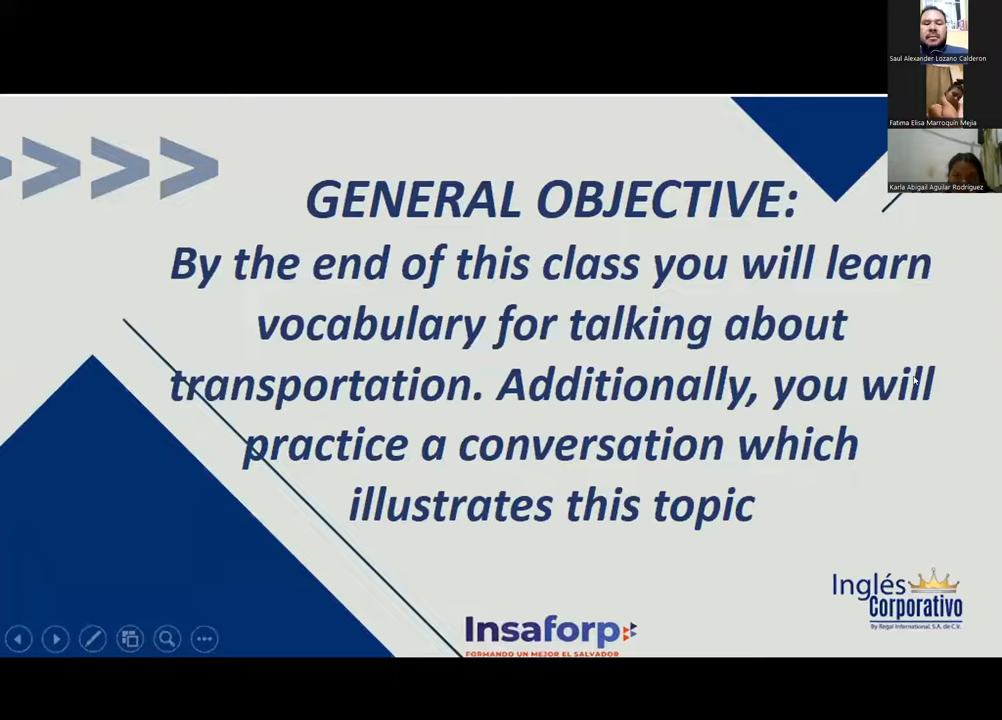 Saul Alexander Lozano Calderon
Fatima Elisa Marroquín Mejia
Karla Abigail Aguilar Rodriguez
GENERAL OBJECTIVE:
By the end of this class you will learn
vocabulary for talking about
transportation. Additionally, you will
practice a conversation which
illustrates this topic
Inglés
Corporativo
By Regal International, S.A. de C.V.
Insaforp
FORMANDO UN MEJOR EL SALVADOR